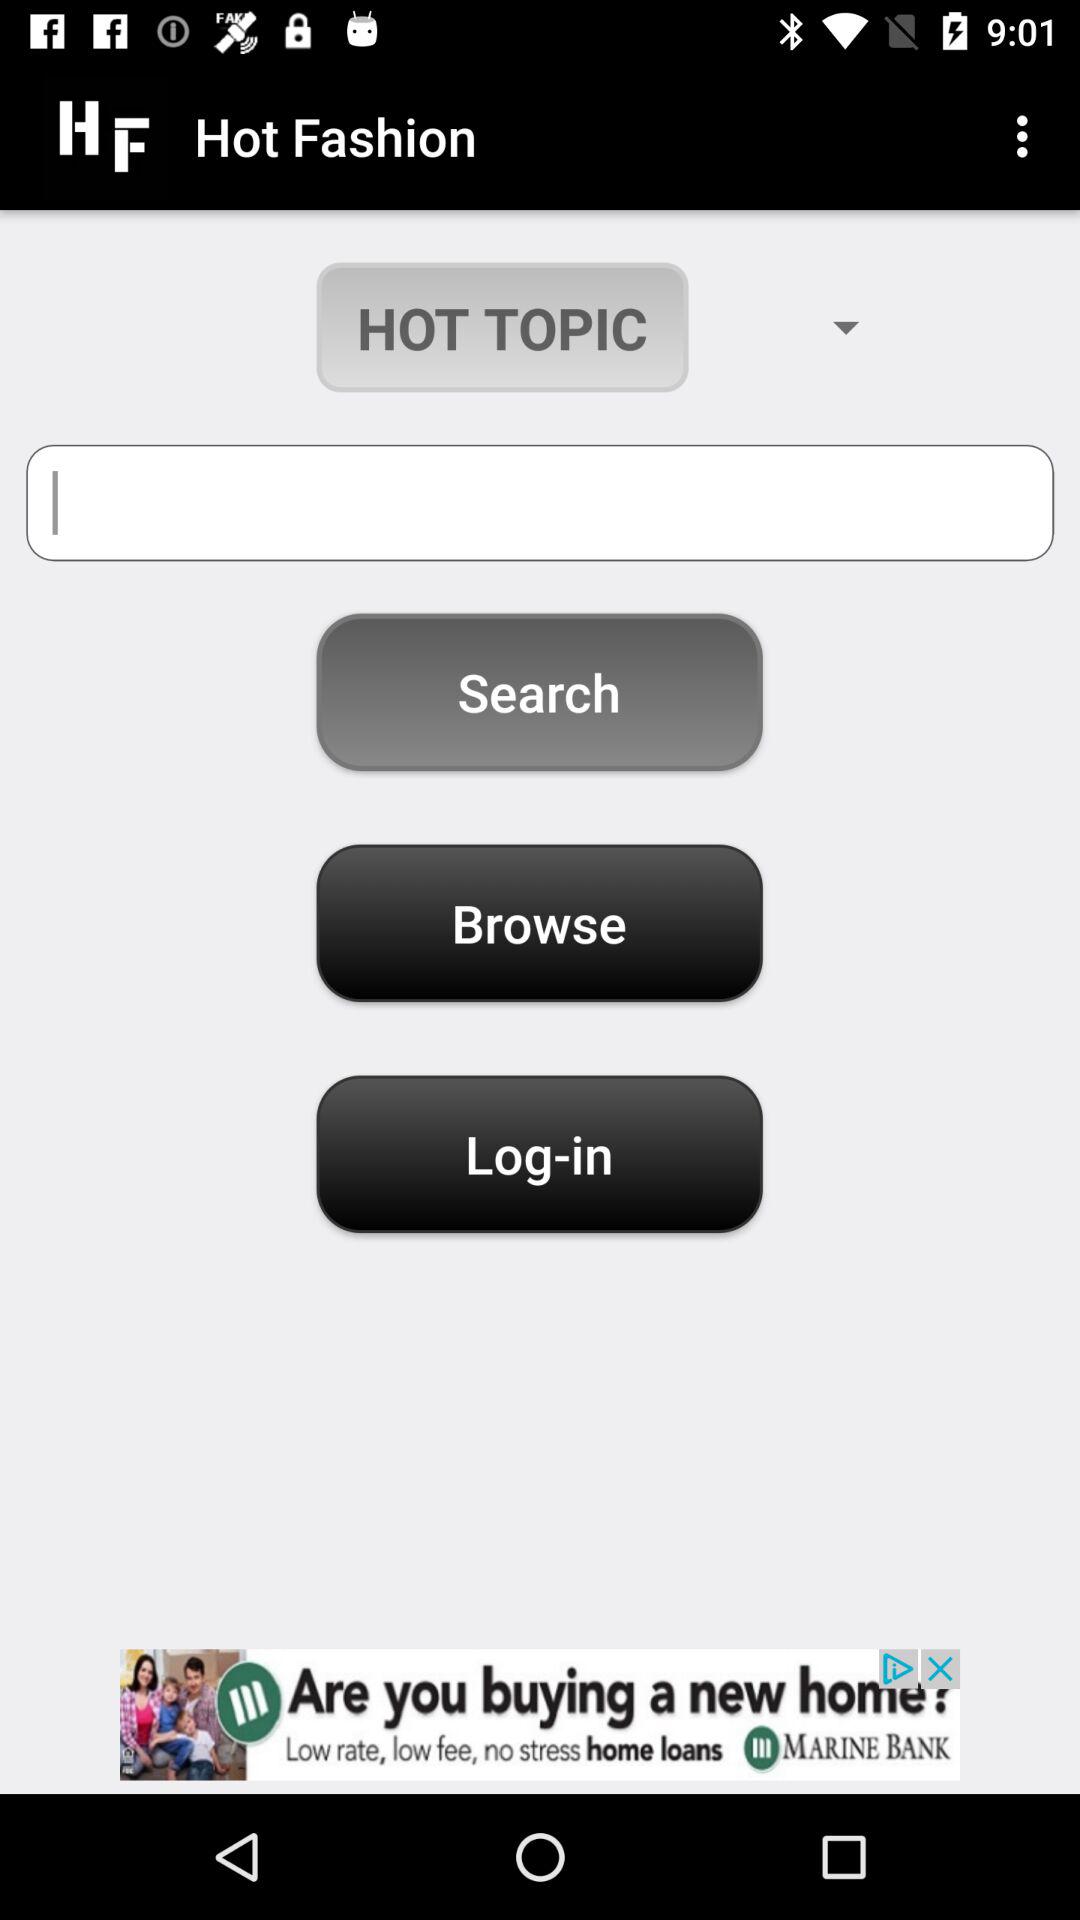 FAKE
9:01
HF Hot Fashion
HOT TOPIC
Search
Browse
Log-in
Are you buying a new home?
Low rate, low fee, no stress home loans
MARINE BANK